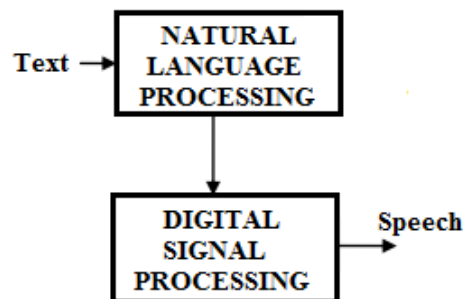 NATURAL
Text LANGUAGE
PROCESSING
DIGITAL
Speech
SIGNAL
PROCESSING